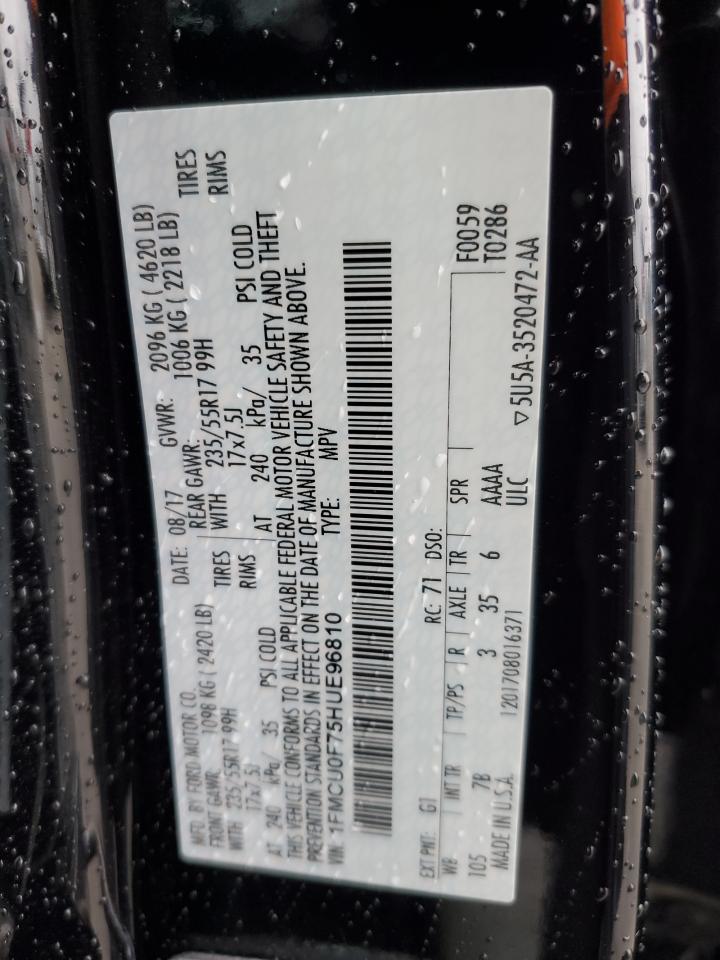 MFD. BY FORD MOTOR CO.
DATE: 08/17 GVWR: 2096 KG ( 4620 LB)
FRONT GAWR: 1098 KG ( 2420 LB) REAR GAWR: 1006 KG ( 2218 LB)
WITH 235/55R17 99H TIRES WITH 235/55R17 99H TIRES
17x7.5J RIMS 17x7.5J RIMS
AT 240 kPa/ 35 PSI COLD AT 240 kPa/ 35 PSI COLD
THIS VEHICLE CONFORMS TO ALL APPLICABLE FEDERAL MOTOR VEHICLE SAFETY AND THEFT
PREVENTION STANDARDS IN EFFECT ON THE DATE OF MANUFACTURE SHOWN ABOVE.
VIN: 1FMCU0F75HUE96810 TYPE: MPV
EXT PNT: G1 RC: 71 DSO: F0059
WB INT TR TP/PS R AXLE TR SPR T0286
105 7B 3 35 6 AAAA ▽5U5A-3520472-AA
MADE IN U.S.A. 1201708016371 ULC